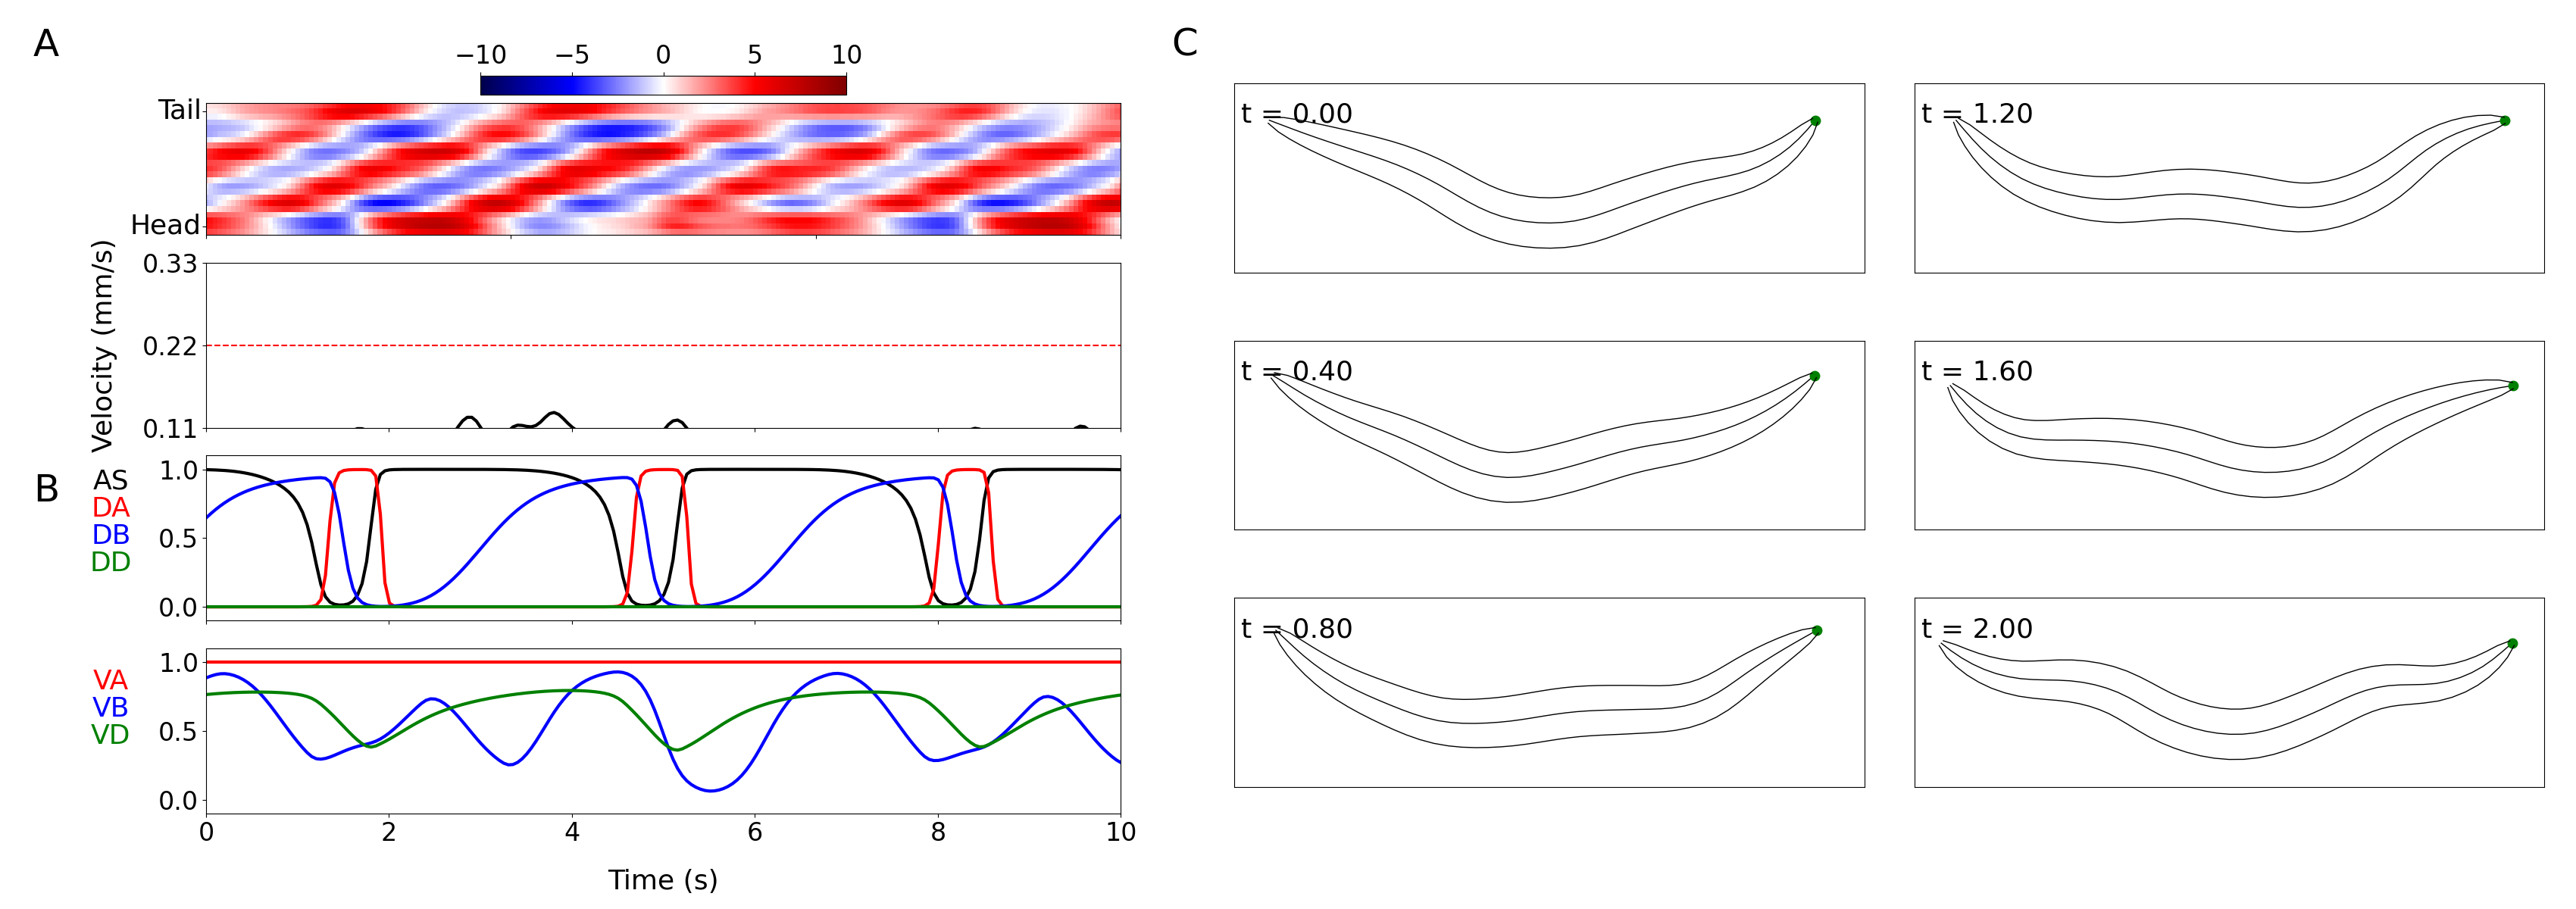 A
−10 −5 0 5 10
Tail
Head
Velocity (mm/s)
0.33
0.22
0.11
B
AS
DA
DB
DD
1.0
0.5
0.0
VA
VB
VD
1.0
0.5
0.0
0 2 4 6 8 10
Time (s)
C
t = 0.00
t = 1.20
t = 0.40
t = 1.60
t = 0.80
t = 2.00